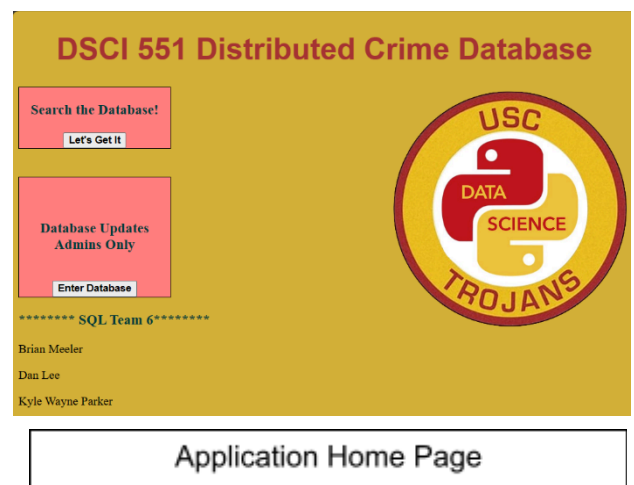 DSCI 551 Distributed Crime Database
Search the Database!
Let's Get It
Database Updates
Admins Only
Enter Database
******** SQL Team 6********
Brian Meeler
Dan Lee
Kyle Wayne Parker
USC
DATA
SCIENCE
TROJANS
Application Home Page